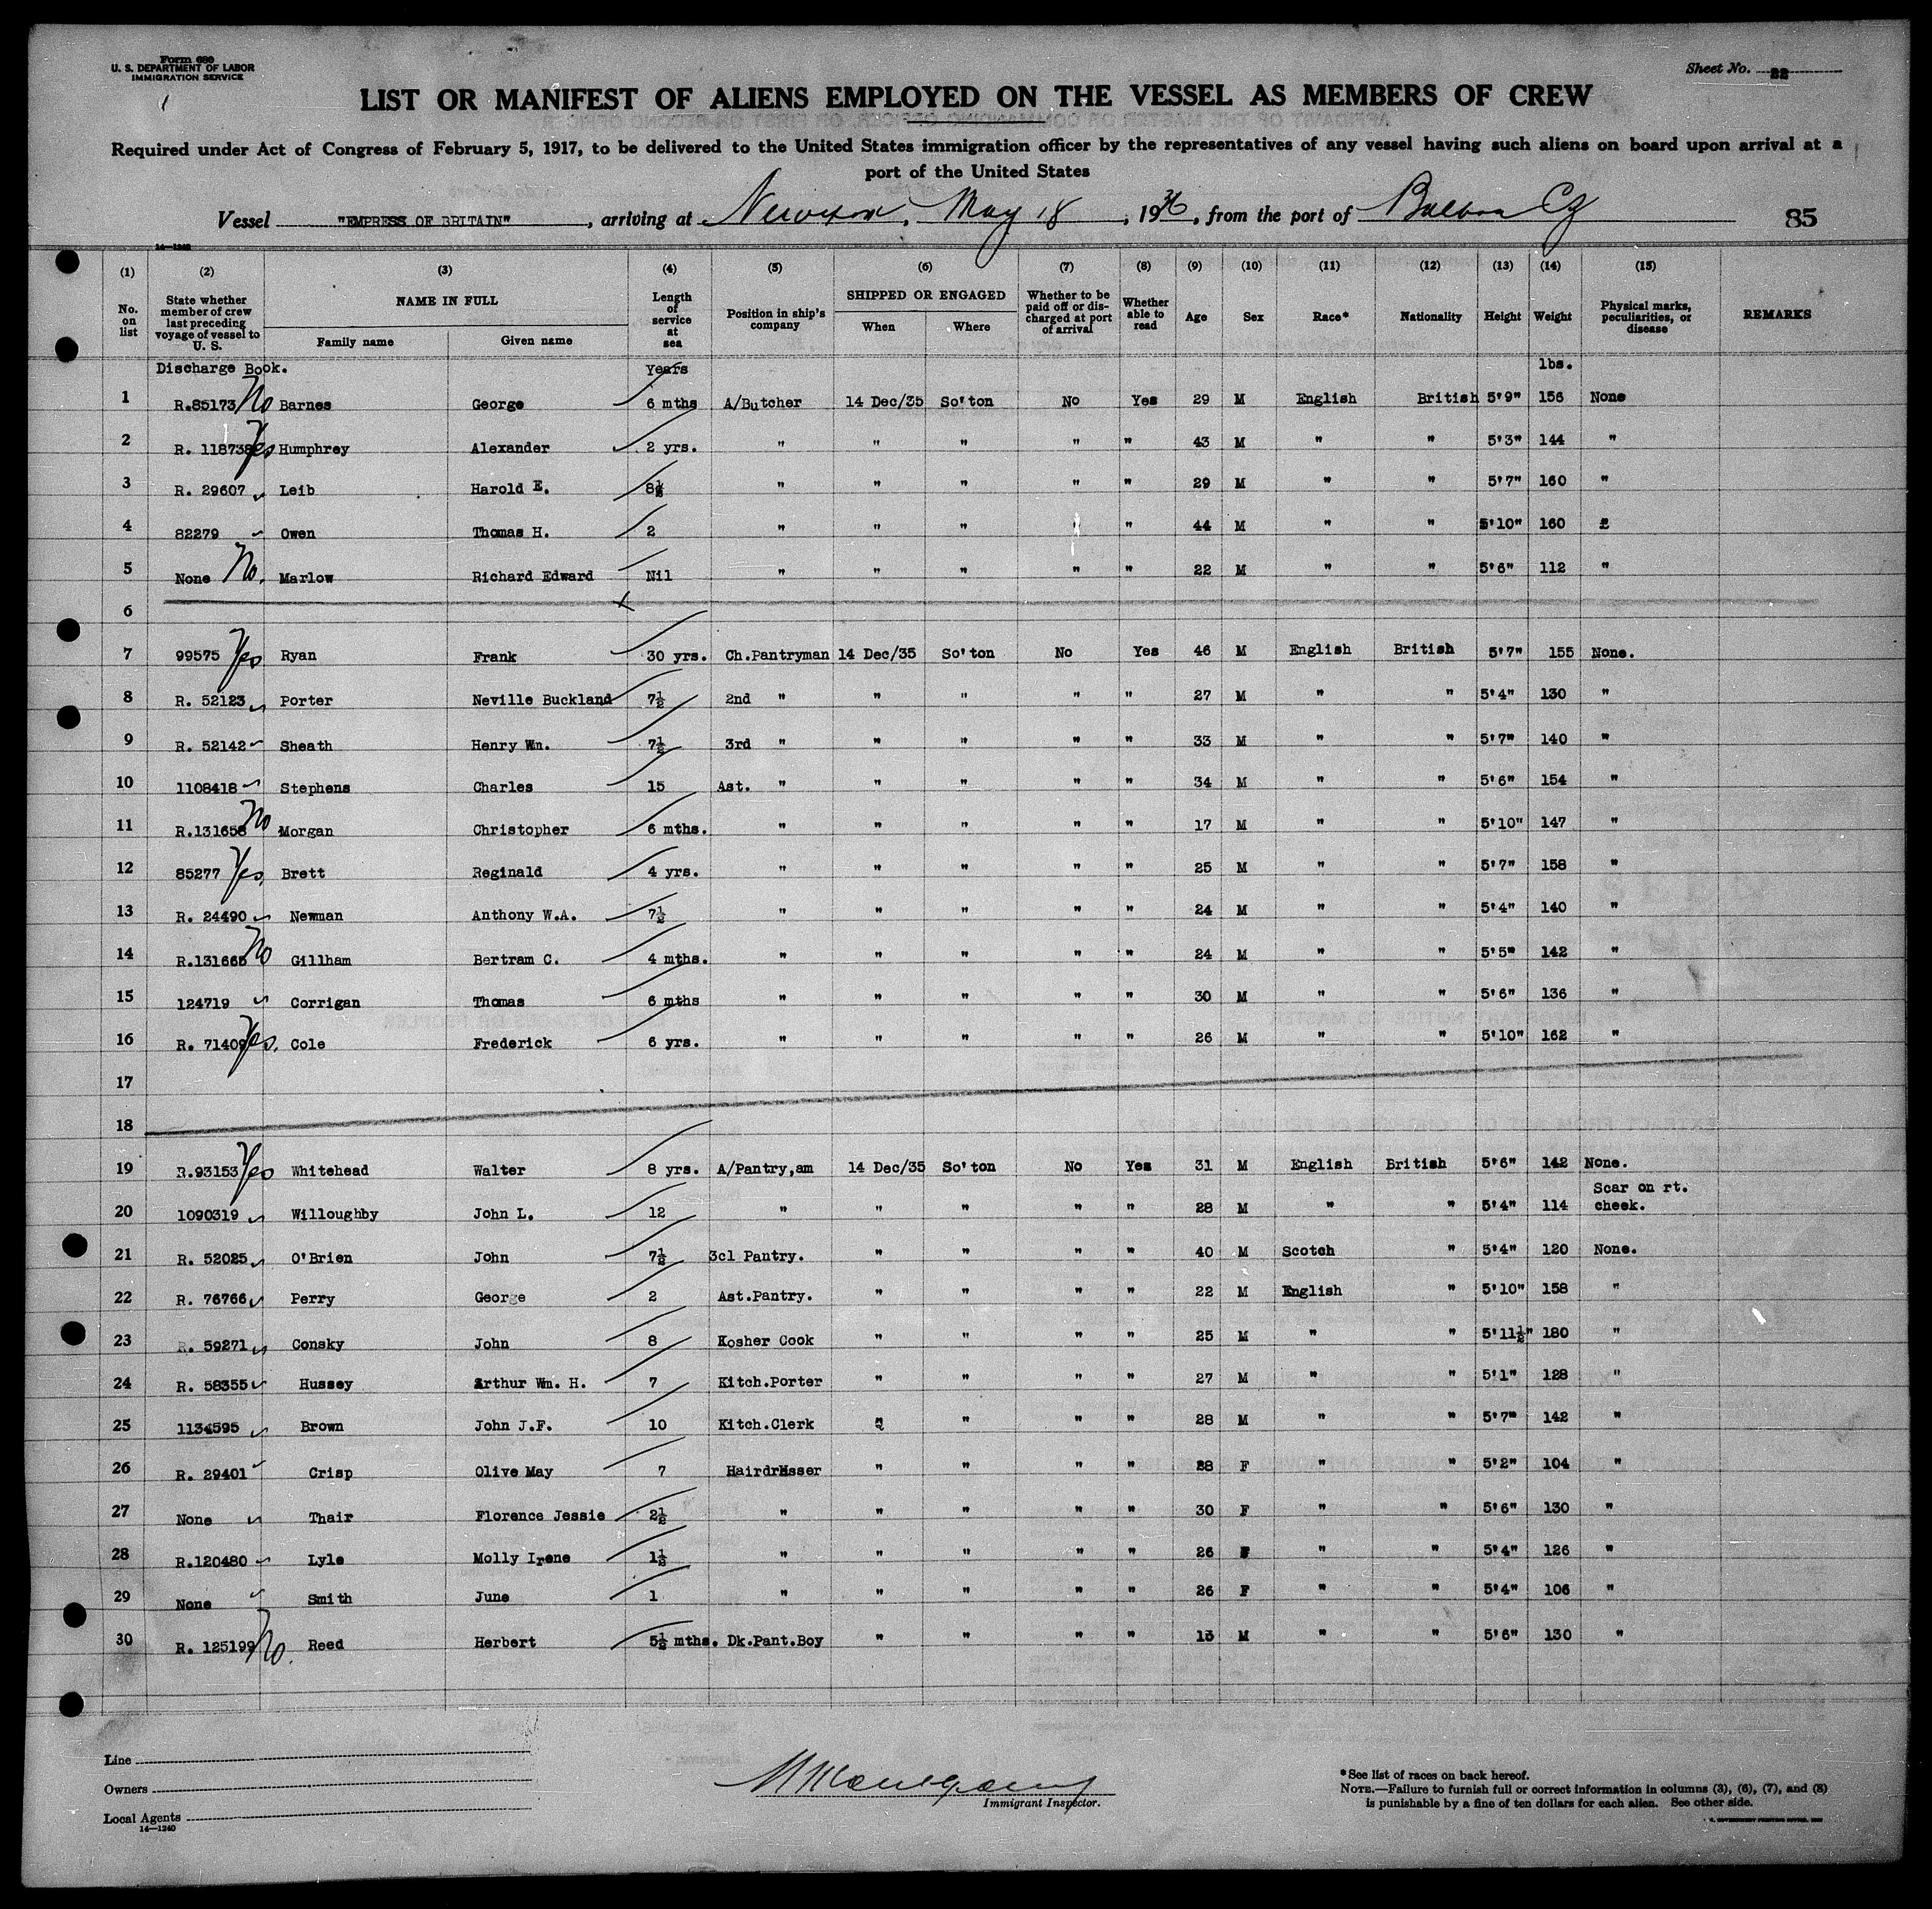 Form 680
U. S. DEPARTMENT OF LABOR
IMMIGRATION SERVICE
Sheet No. 22
LIST OR MANIFEST OF ALIENS EMPLOYED ON THE VESSEL AS MEMBERS OF CREW
Required under Act of Congress of February 5, 1917, to be delivered to the United States immigration officer by the representatives of any vessel having such aliens on board upon arrival at a
port of the United States
Vessel "EMPRESS OF BRITAIN", arriving at May 18, 1936, from the port of Balboa CZ 85
14—1240
(1) (2) (3) (4) (5) (6) (7) (8) (9) (10) (11) (12) (13) (14) (15)
No. on list State whether member of crew last preceding voyage of vessel to U. S. NAME IN FULL Family name Given name Length of service at sea Position in ship's company SHIPPED OR ENGAGED When Where Whether to be paid off or discharged at port of arrival Whether able to read Age Sex Race* Nationality Height Weight Physical marks, peculiarities, or disease REMARKS
Discharge Book. Years lbs.
1 R.85173 No Barnes George 6 mths A/Butcher 14 Dec/35 So'ton No Yes 29 M English British 5'9" 156 None
2 R. 118738 Yes Humphrey Alexander 2 yrs. " " " " " 43 M " " 5'3" 144 "
3 R. 29607 Leib Harold E. 8½ " " " " " 29 M " " 5'7" 160 "
4 82279 Owen Thomas H. 2 " " " " 44 M " " 5'10" 160
5 None No. Marlow Richard Edward Nil " " " " " 22 M " " 5'6" 112 "
6
7 99575 Yes Ryan Frank 30 yrs. Ch.Pantryman 14 Dec/35 So'ton No Yes 46 M English British 5'7" 155 None.
8 R. 52123 Porter Neville Buckland 7½ 2nd " " " " " 27 M " " 5'4" 130 "
9 R. 52142 Sheath Henry Wm. 7½ 3rd " " " " " 33 M " " 5'7" 140 "
10 1108418 Stephens Charles 15 Ast. " " " " " 34 M " " 5'6" 154 "
11 R.131658 No Morgan Christopher 6 mths. " " " " " 17 M " " 5'10" 147 "
12 85277 Yes. Brett Reginald 4 yrs. " " " " " 25 M " " 5'7" 158 "
13 R. 24490 Newman Anthony W.A. 7½ " " " " " 24 M " " 5'4" 140 "
14 R.131665 No Gillham Bertram C. 4 mths. " " " " " 24 M " " 5'5" 142 "
15 124719 Corrigan Thomas 6 mths " " " " " 30 M " " 5'6" 136 "
16 R. 71409 Yes. Cole Frederick 6 yrs. " " " " " 26 M " " 5'10" 162 "
17
18
19 R.93153 Yes Whitehead Walter 8 yrs. A/Pantry,am 14 Dec/35 So'ton No Yes 31 M English British 5'6" 142 None.
20 1090319 Willoughby John L. 12 " " " " " 28 M " " 5'4" 114 Scar on rt. cheek.
21 R. 52025 O'Brien John 7½ 3cl Pantry. " " " " 40 M Scotch " 5'4" 120 None.
22 R. 76766 Perry George 2 Ast.Pantry. " " " " 22 M English " 5'10" 158 "
23 R. 59271 Consky John 8 Kosher Cook " " " " 25 M " " 5'11½" 180 "
24 R. 58355 Hussey Arthur Wm. H. 7 Kitch.Porter " " " " 27 M " " 5'1" 128 "
25 1134595 Brown John J.F. 10 Kitch.Clerk " " " 28 M " " 5'7" 142 "
26 R. 29401 Crisp Olive May 7 " " " " 28 F " " 5'2" 104 "
27 None Thair Florence Jessie 2½ " " " " " 30 F " " 5'6" 130 "
28 R.120480 Lyle Molly Irene 1½ " " " " " 26 F " " 5'4" 126 "
29 None Smith June 1 " " " " " 26 F " " 5'4" 106 "
30 R. 125199 No. Reed Herbert 5½ mths. Dk.Pant.Boy " " " " M " " 5'6" 130 "
Line
Owners
Local Agents
14—1240
Immigrant Inspector.
*See list of races on back hereof.
NOTE.—Failure to furnish full or correct information in columns (3), (6), (7), and (8)
is punishable by a fine of ten dollars for each alien. See other side.